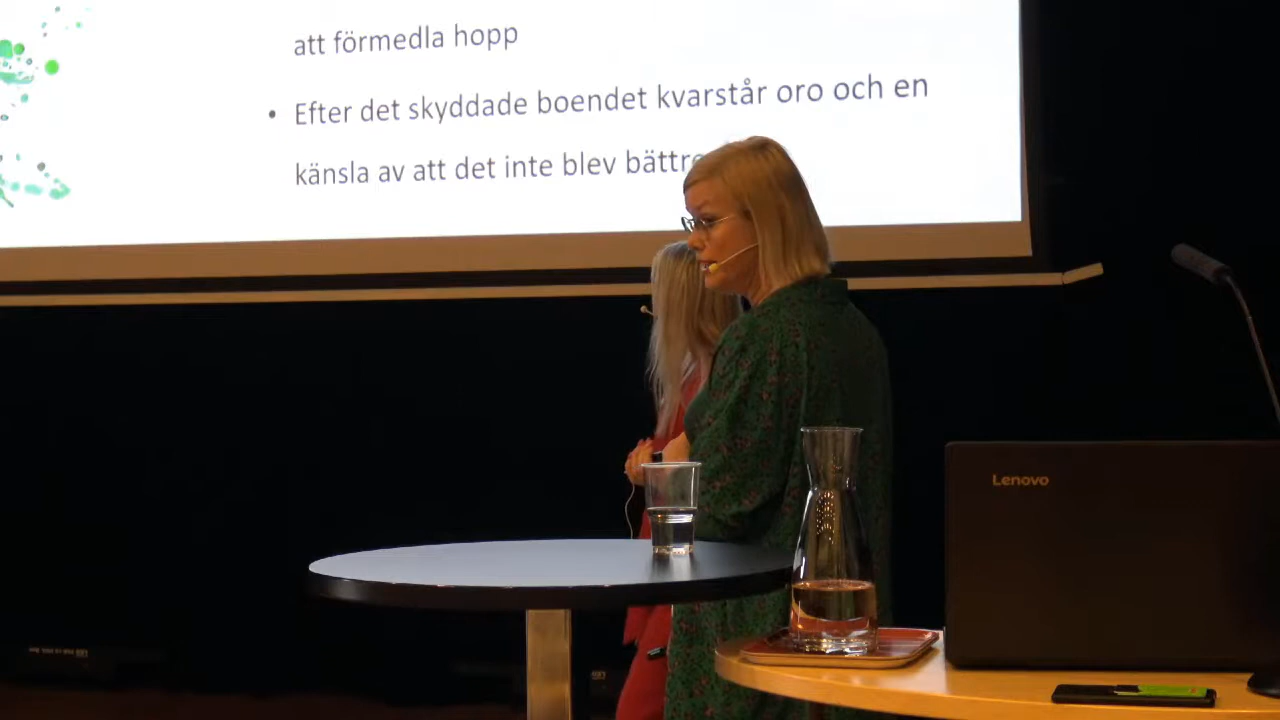 att förmedla hopp
• Efter det skyddade boendet kvarstår oro och en
känsla av att det inte blev bättre
Lenovo